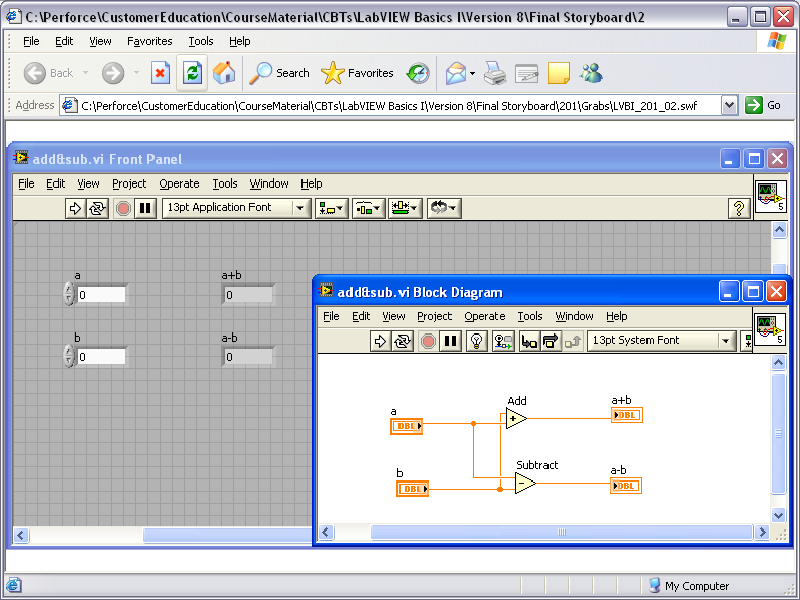 C:\Perforce\CustomerEducation\CourseMaterial\CBTs\LabVIEW Basics I\Version 8\Final Storyboard\2
File Edit View Favorites Tools Help
Back Search Favorites
Address C:\Perforce\CustomerEducation\CourseMaterial\CBTs\LabVIEW Basics I\Version 8\Final Storyboard\201\Grabs\LVBI_201_02.swf Go
add&sub.vi Front Panel
File Edit View Project Operate Tools Window Help
13pt Application Font ?
5
a a+b
0 0
b a-b
0 0
add&sub.vi Block Diagram
File Edit View Project Operate Tools Window Help
13pt System Font
5
a Add a+b
DBL + DBL
b Subtract a-b
DBL - DBL
My Computer